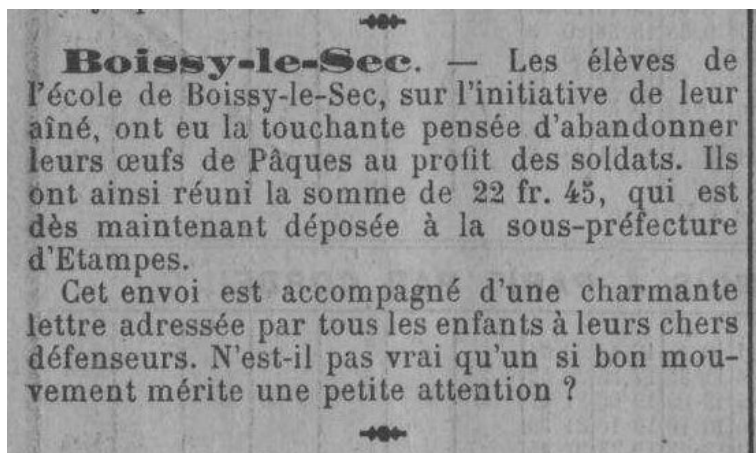 Boissy-le-Sec. — Les élèves de
l'école de Boissy-le-Sec, sur l'initiative de leur
aîné, ont eu la touchante pensée d'abandonner
leurs œufs de Pâques au profit des soldats. Ils
ont ainsi réuni la somme de 22 fr. 45, qui est
dès maintenant déposée à la sous-préfecture
d'Etampes.
Cet envoi est accompagné d'une charmante
lettre adressée par tous les enfants à leurs chers
défenseurs. N'est-il pas vrai qu'un si bon mou-
vement mérite une petite attention ?